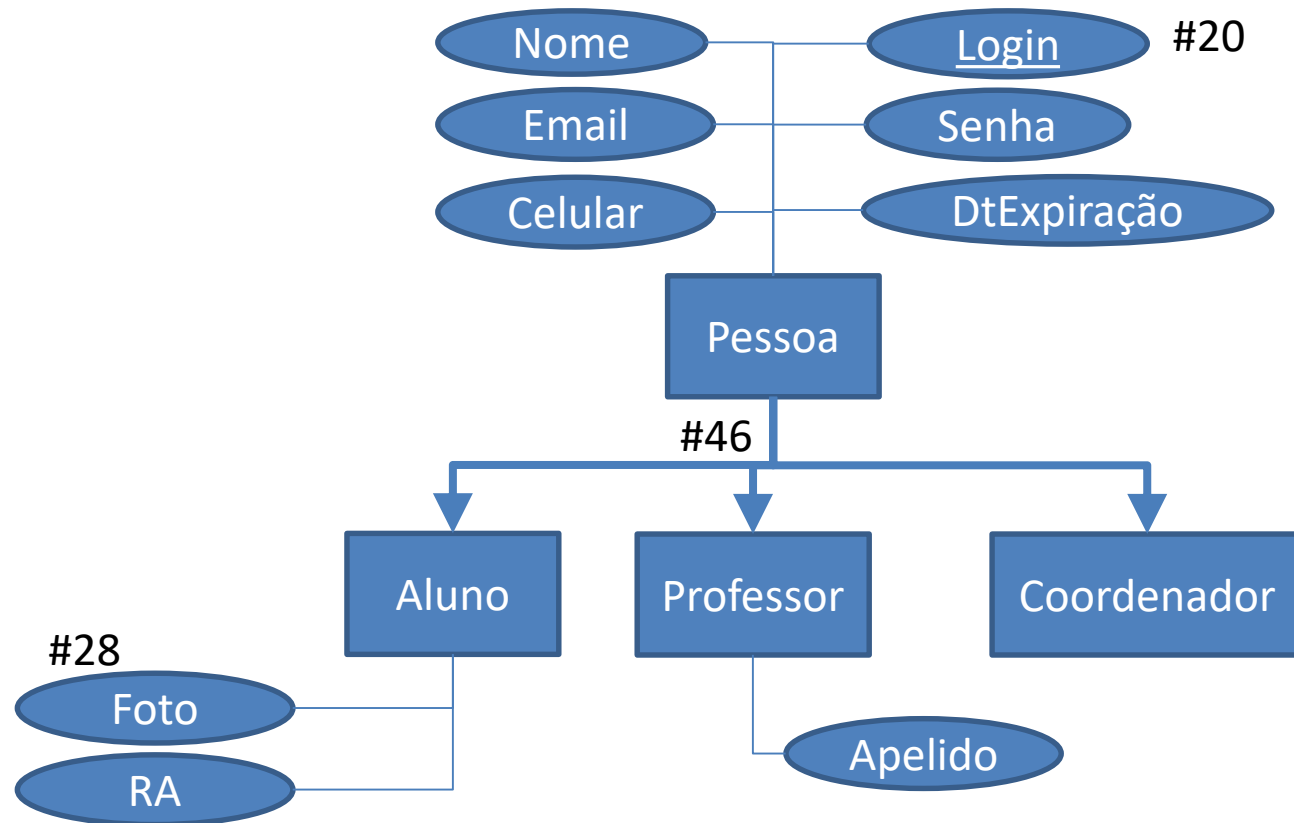 Nome
Login
#20
Email
Senha
Celular
DtExpiração
Pessoa
#46
Aluno
Professor
Coordenador
#28
Foto
Apelido
RA